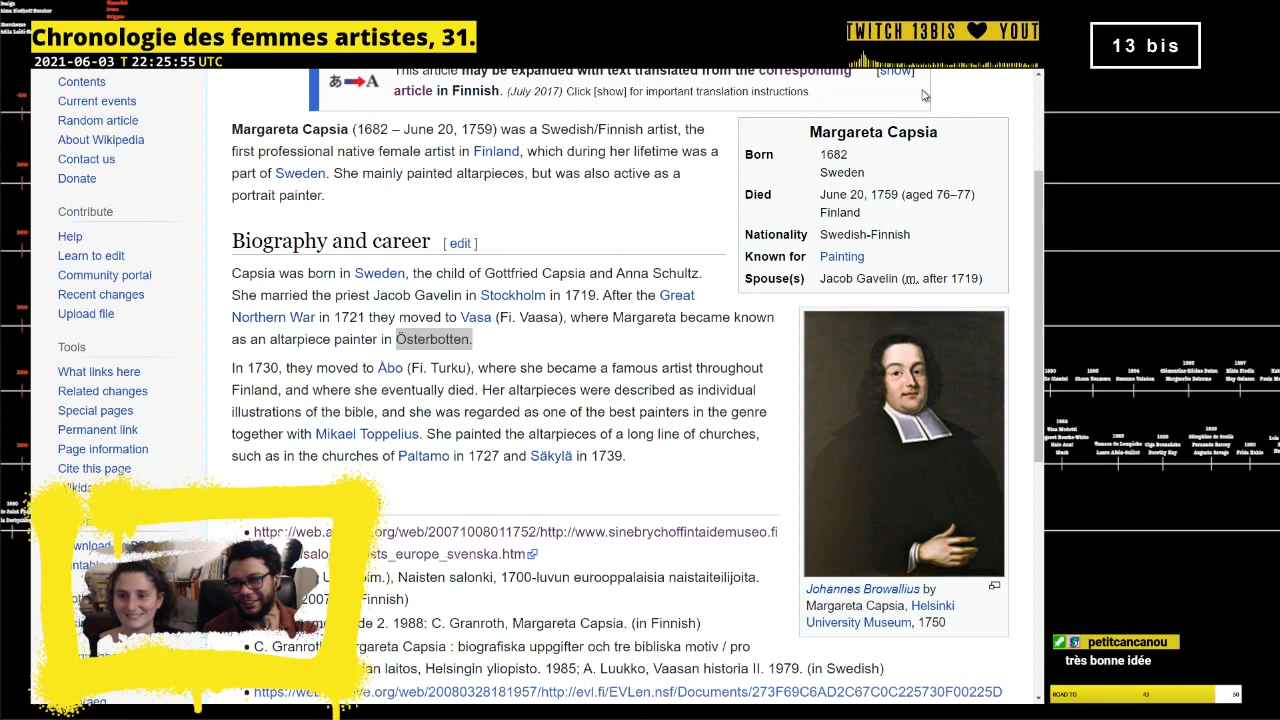 Chronologie des femmes artistes, 31.
2021-06-03 T 22:25:55 UTC
TWITCH 13BIS YOUT
13 bis
Contents
Current events
Random article
About Wikipedia
Contact us
Donate
Contribute
Help
Learn to edit
Community portal
Recent changes
Upload file
Tools
What links here
Related changes
Special pages
Permanent link
Page information
Cite this page
This article may be expanded with text translated from the corresponding [show]
article in Finnish. (July 2017) Click [show] for important translation instructions.
Margareta Capsia (1682 – June 20, 1759) was a Swedish/Finnish artist, the
first professional native female artist in Finland, which during her lifetime was a
part of Sweden. She mainly painted altarpieces, but was also active as a
portrait painter.
Biography and career [ edit ]
Capsia was born in Sweden, the child of Gottfried Capsia and Anna Schultz.
She married the priest Jacob Gavelin in Stockholm in 1719. After the Great
Northern War in 1721 they moved to Vasa (Fi. Vaasa), where Margareta became known
as an altarpiece painter in Österbotten.
In 1730, they moved to Åbo (Fi. Turku), where she became a famous artist throughout
Finland, and where she eventually died. Her altarpieces were described as individual
illustrations of the bible, and she was regarded as one of the best painters in the genre
together with Mikael Toppelius. She painted the altarpieces of a long line of churches,
such as in the churches of Paltamo in 1727 and Säkylä in 1739.
Margareta Capsia
Born 1682
Sweden
Died June 20, 1759 (aged 76–77)
Finland
Nationality Swedish-Finnish
Known for Painting
Spouse(s) Jacob Gavelin (m. after 1719)
Johannes Browallius by
Margareta Capsia, Helsinki
University Museum, 1750
.org/web/20071008011752/http://www.sinebrychoffintaidemuseo.fi
sts_europe_svenska.htm
Naisten salonki, 1700-luvun eurooppalaisia naistaiteilijoita.
2007 Finnish)
de 2. 1988: C. Granroth, Margareta Capsia. (in Finnish)
C. Granroth Margareta Capsia : biografiska uppgifter och tre bibliska motiv / pro
laitos, Helsingin yliopisto. 1985; A. Luukko, Vaasan historia II. 1979. (in Swedish)
.org/web/20080328181957/http://evl.fi/EVLen.nsf/Documents/273F69C6AD2C67C0C225730F00225D
petitcancanou
très bonne idée
ROAD TO 43 50